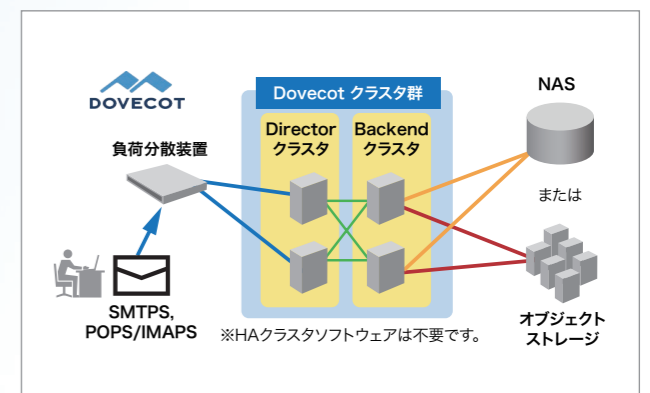 DOVECOT
負荷分散装置
SMTPS,
POPS/IMAPS
Dovecot クラスタ群
Director
クラスタ
Backend
クラスタ
※HAクラスタソフトウェアは不要です。
NAS
または
オブジェクト
ストレージ